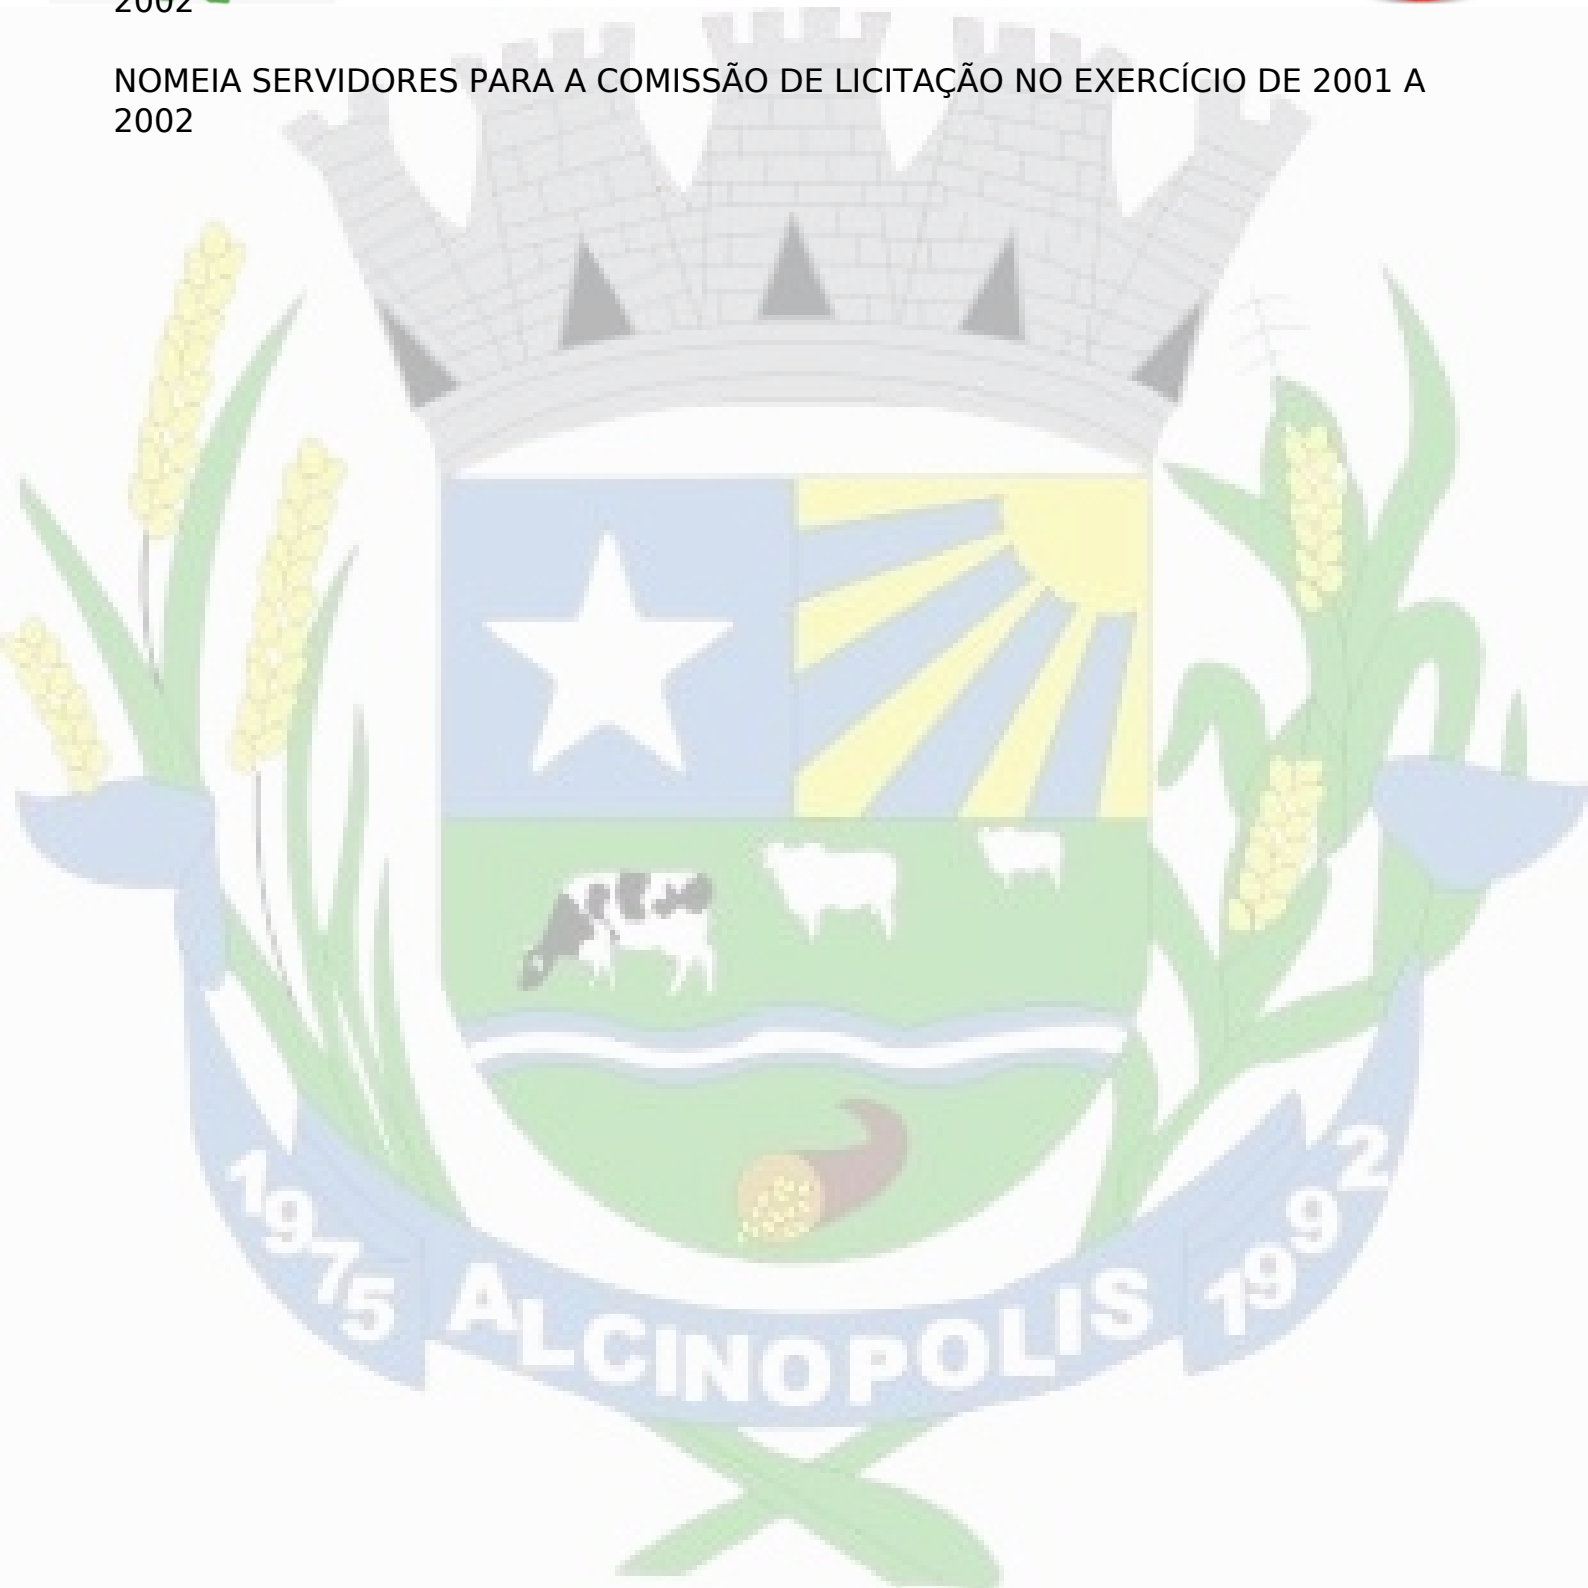 2002
NOMEIA SERVIDORES PARA A COMISSÃO DE LICITAÇÃO NO EXERCÍCIO DE 2001 A
2002
1975 ALCINOPOLIS 1992